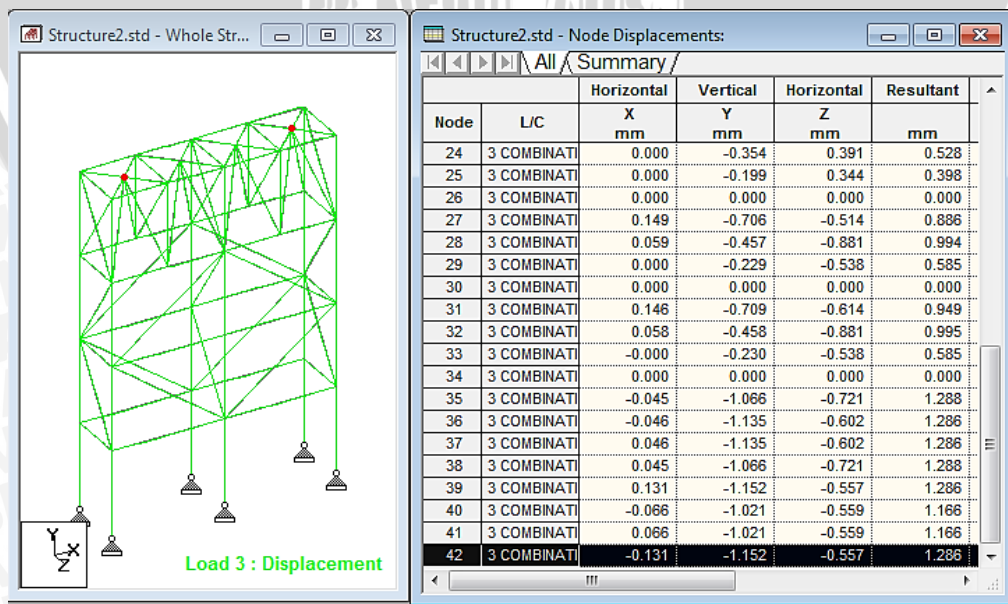 Structure2.std - Whole Str...
Y
X
Z
Load 3 : Displacement
Structure2.std - Node Displacements:
All Summary
Horizontal Vertical Horizontal Resultant
Node L/C X mm Y mm Z mm mm
24 3 COMBINATI 0.000 -0.354 0.391 0.528
25 3 COMBINATI 0.000 -0.199 0.344 0.398
26 3 COMBINATI 0.000 0.000 0.000 0.000
27 3 COMBINATI 0.149 -0.706 -0.514 0.886
28 3 COMBINATI 0.059 -0.457 -0.881 0.994
29 3 COMBINATI 0.000 -0.229 -0.538 0.585
30 3 COMBINATI 0.000 0.000 0.000 0.000
31 3 COMBINATI 0.146 -0.709 -0.614 0.949
32 3 COMBINATI 0.058 -0.458 -0.881 0.995
33 3 COMBINATI -0.000 -0.230 -0.538 0.585
34 3 COMBINATI 0.000 0.000 0.000 0.000
35 3 COMBINATI -0.045 -1.066 -0.721 1.288
36 3 COMBINATI -0.046 -1.135 -0.602 1.286
37 3 COMBINATI 0.046 -1.135 -0.602 1.286
38 3 COMBINATI 0.045 -1.066 -0.721 1.288
39 3 COMBINATI 0.131 -1.152 -0.557 1.286
40 3 COMBINATI -0.066 -1.021 -0.559 1.166
41 3 COMBINATI 0.066 -1.021 -0.559 1.166
42 3 COMBINATI -0.131 -1.152 -0.557 1.286